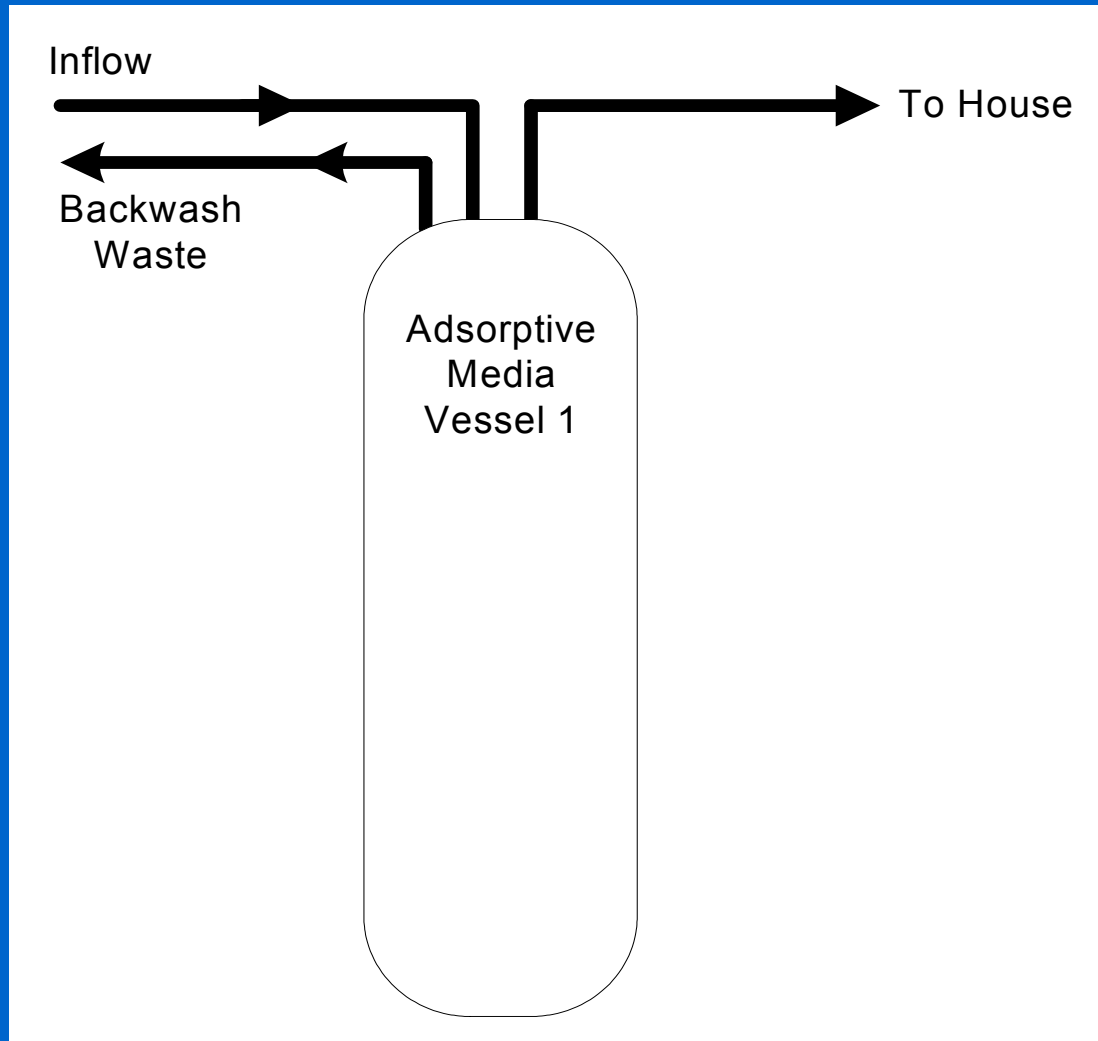 Inflow
To House
Backwash
Waste
Adsorptive
Media
Vessel 1